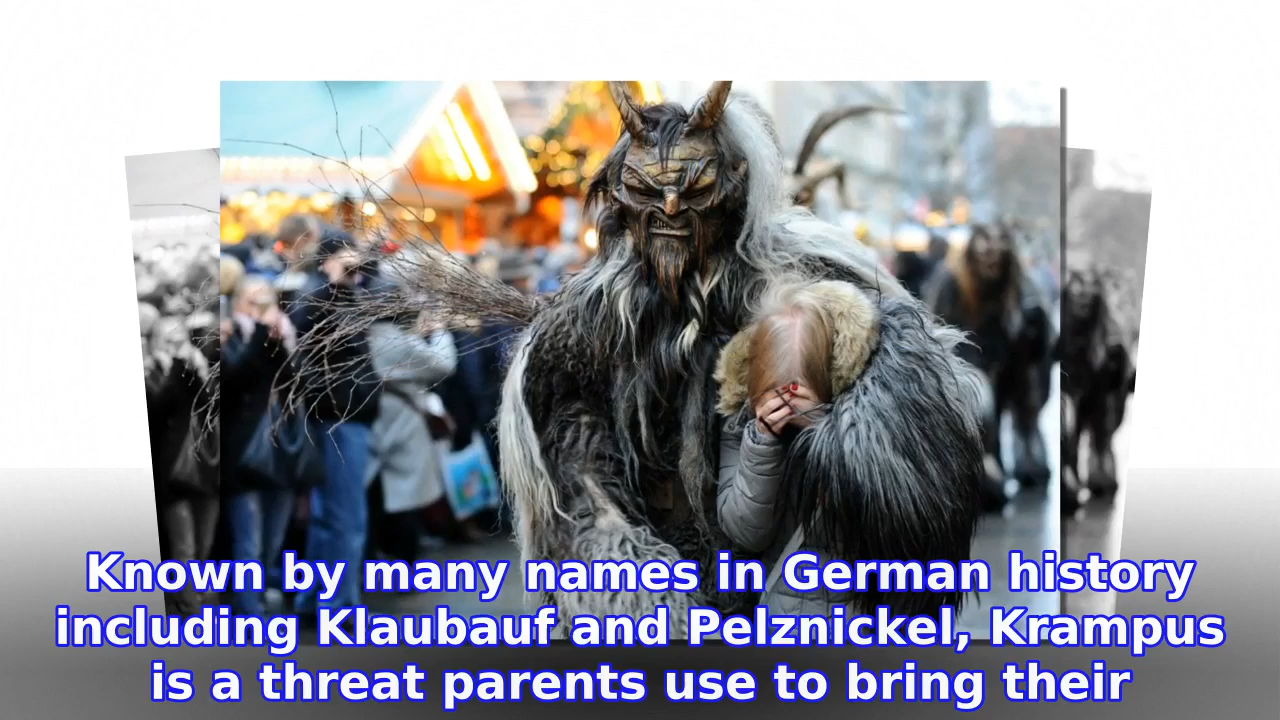 Known by many names in German history
including Klaubauf and Pelznickel, Krampus
is a threat parents use to bring their